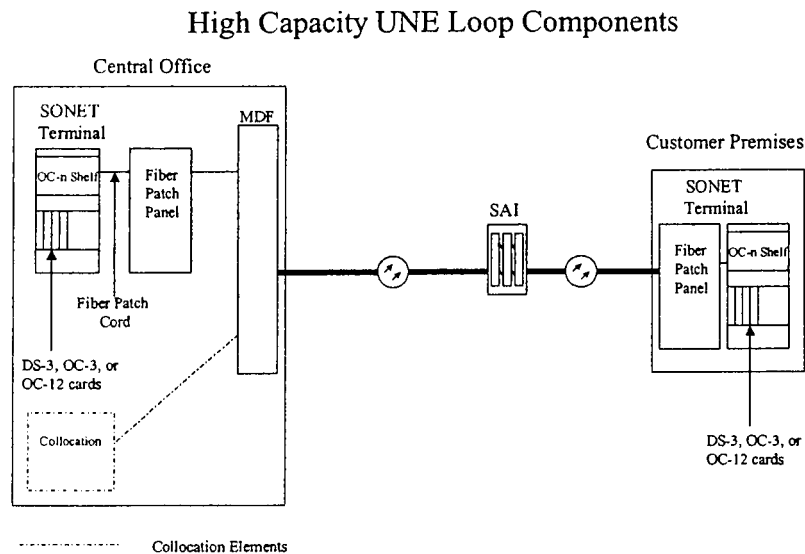 High Capacity UNE Loop Components
Central Office
SONET
Terminal
MDF
OC-n Shelf
Fiber
Patch
Panel
Fiber Patch
Cord
DS-3, OC-3, or
OC-12 cards
Collocation
SAI
Customer Premises
SONET
Terminal
Fiber
Patch
Panel
OC-n Shelf
DS-3, OC-3, or
OC-12 cards
Collocation Elements